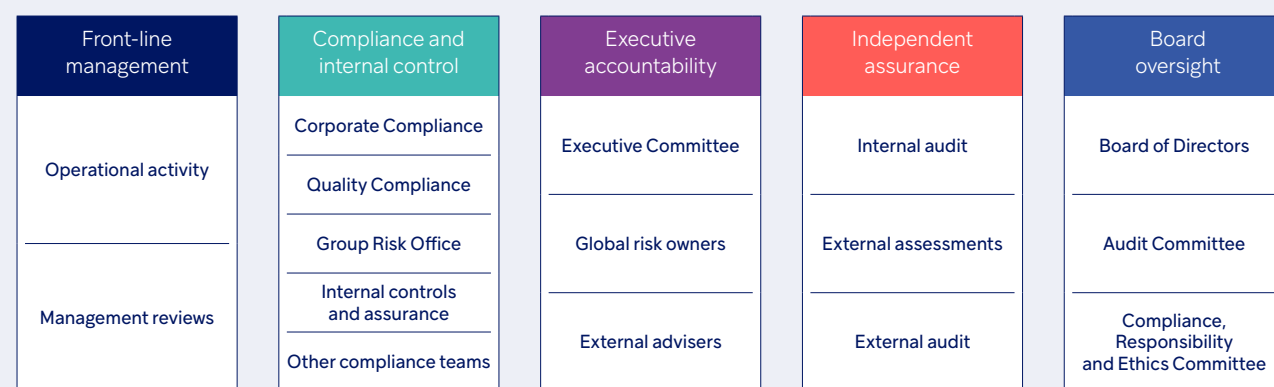 Front-line
management
Operational activity
Management reviews
Compliance and
internal control
Corporate Compliance
Quality Compliance
Group Risk Office
Internal controls
and assurance
Other compliance teams
Executive
accountability
Executive Committee
Global risk owners
External advisers
Independent
assurance
Internal audit
External assessments
External audit
Board
oversight
Board of Directors
Audit Committee
Compliance,
Responsibility
and Ethics Committee